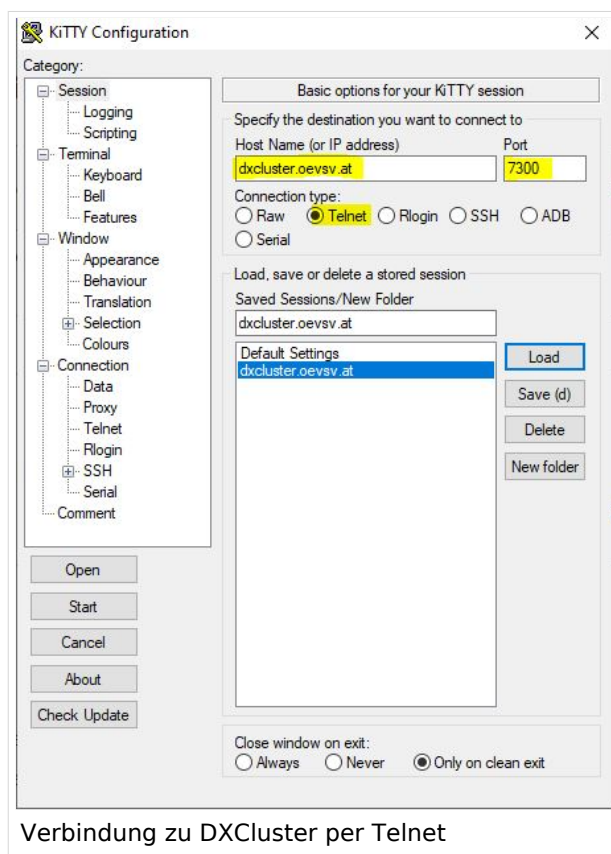 KiTTY Configuration
Category:
Session
Logging
Scripting
Terminal
Keyboard
Bell
Features
Window
Appearance
Behaviour
Translation
Selection
Colours
Connection
Data
Proxy
Telnet
Rlogin
SSH
Serial
Comment
Open
Start
Cancel
About
Check Update
Basic options for your KiTTY session
Specify the destination you want to connect to
Host Name (or IP address) Port
dxcluster.oevsv.at 7300
Connection type:
Raw Telnet Rlogin SSH ADB
Serial
Load, save or delete a stored session
Saved Sessions/New Folder
dxcluster.oevsv.at
Default Settings
dxcluster.oevsv.at
Load
Save (d)
Delete
New folder
Close window on exit:
Always Never Only on clean exit
Verbindung zu DXCluster per Telnet